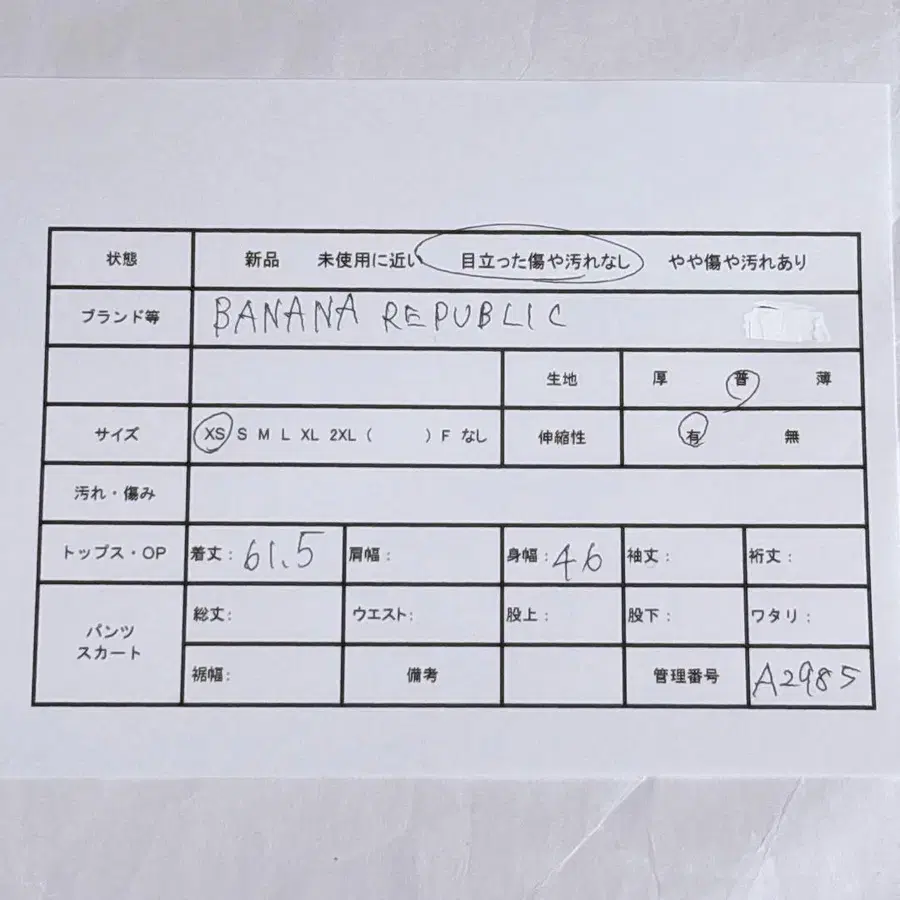 状態 新品 未使用に近い 目立った傷や汚れなし やや傷や汚れあり
ブランド等 BANANA REPUBLIC
生地 厚 普 薄
サイズ XS S M L XL 2XL ( ) F なし 伸縮性 有 無
汚れ・傷み
トップス・OP 着丈: 61.5 肩幅: 身幅: 46 袖丈: 裄丈:
パンツ スカート 総丈: ウエスト: 股上: 股下: ワタリ:
裾幅: 備考 管理番号 A2985